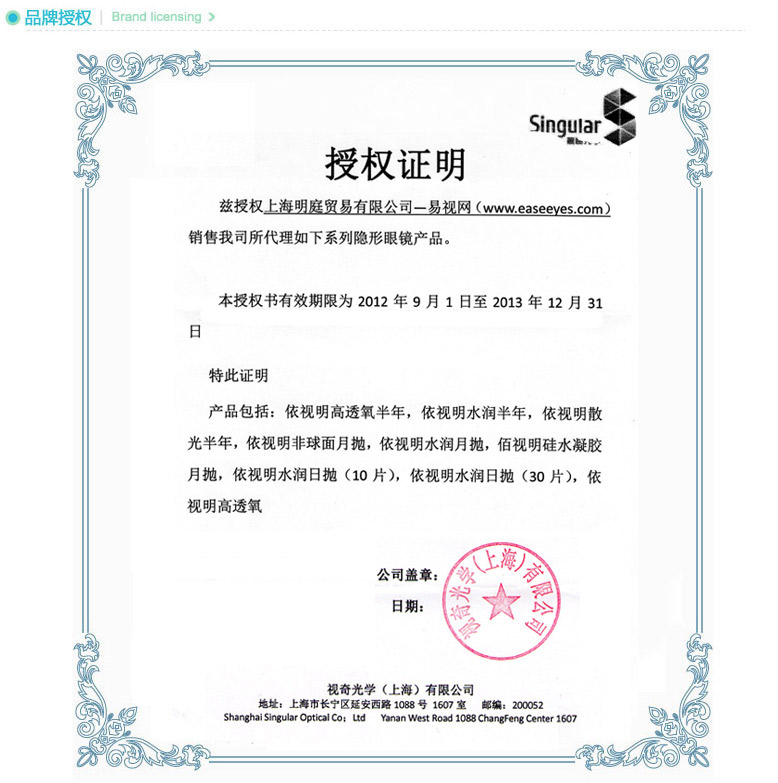 品牌授权 | Brand licensing >
Singular
授权证明
兹授权上海明庭贸易有限公司—易视网（www.easeeyes.com）
销售我司所代理如下系列隐形眼镜产品。
本授权书有效期限为 2012 年 9 月 1 日至 2013 年 12 月 31
日
特此证明
产品包括：依视明高透氧半年，依视明水润半年，依视明散
光半年，依视明非球面月抛，依视明水润月抛，佰视明硅水凝胶
月抛，依视明水润日抛（10 片），依视明水润日抛（30 片），依
视明高透氧
公司盖章：
日期：
视奇光学（上海）有限公司
视奇光学（上海）有限公司
地址：上海市长宁区延安西路 1088 号 1607 室 邮编：200052
Shanghai Singular Optical Co；Ltd Yanan West Road 1088 ChangFeng Center 1607